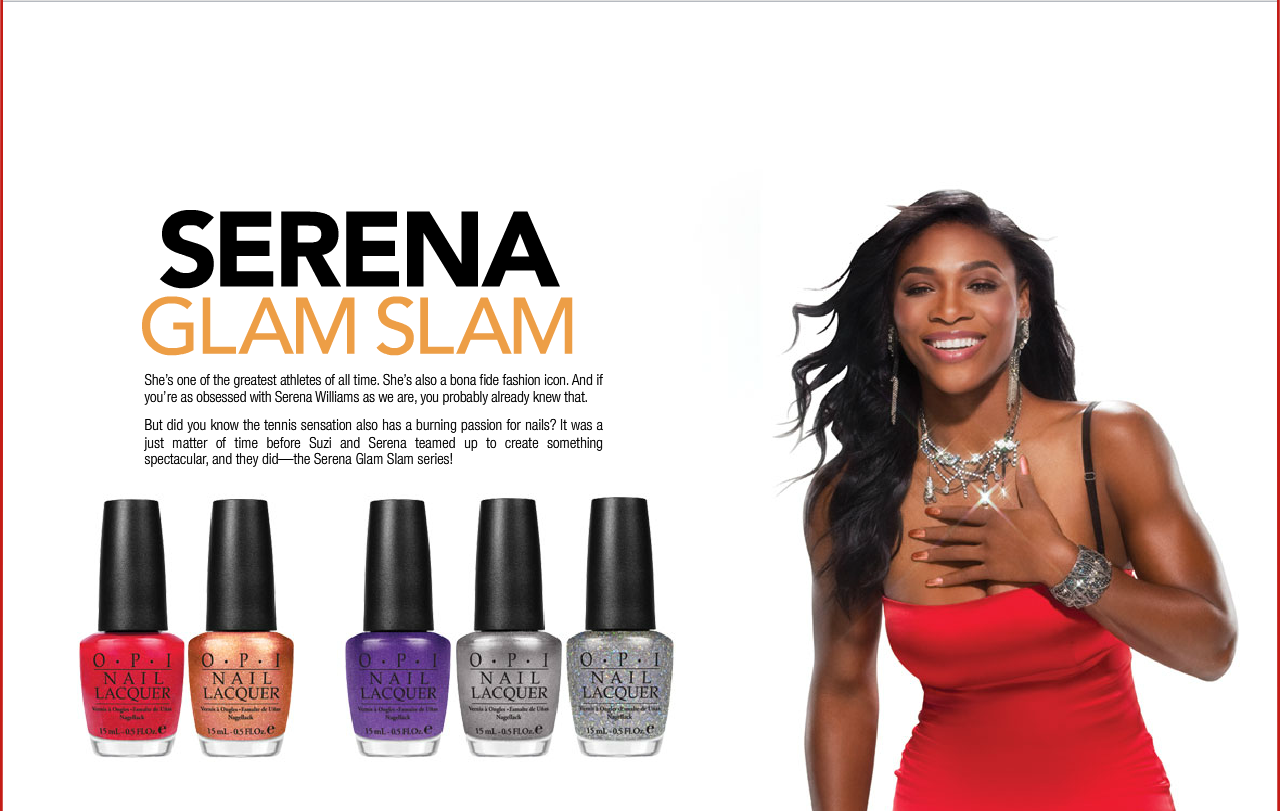 SERENA
GLAM SLAM
She's one of the greatest athletes of all time. She's also a bona fide fashion icon. And if
you're as obsessed with Serena Williams as we are, you probably already knew that.
But did you know the tennis sensation also has a burning passion for nails? It was a
just matter of time before Suzi and Serena teamed up to create something
spectacular, and they did—the Serena Glam Slam series!
O·P·I O·P·I O·P·I O·P·I O·P·I
NAIL NAIL NAIL NAIL NAIL
LACQUER LACQUER LACQUER LACQUER LACQUER
Vernis à Ongles • Esmalte de Uñas Vernis à Ongles • Esmalte de Uñas Vernis à Ongles • Esmalte de Uñas Vernis à Ongles • Esmalte de Uñas Vernis à Ongles • Esmalte de Uñas
Nagellack Nagellack Nagellack Nagellack Nagellack
15 mL - 0.5 Fl.Oz. e 15 mL - 0.5 Fl.Oz. e 15 mL - 0.5 Fl.Oz. e 15 mL - 0.5 Fl.Oz. e 15 mL - 0.5 Fl.Oz. e